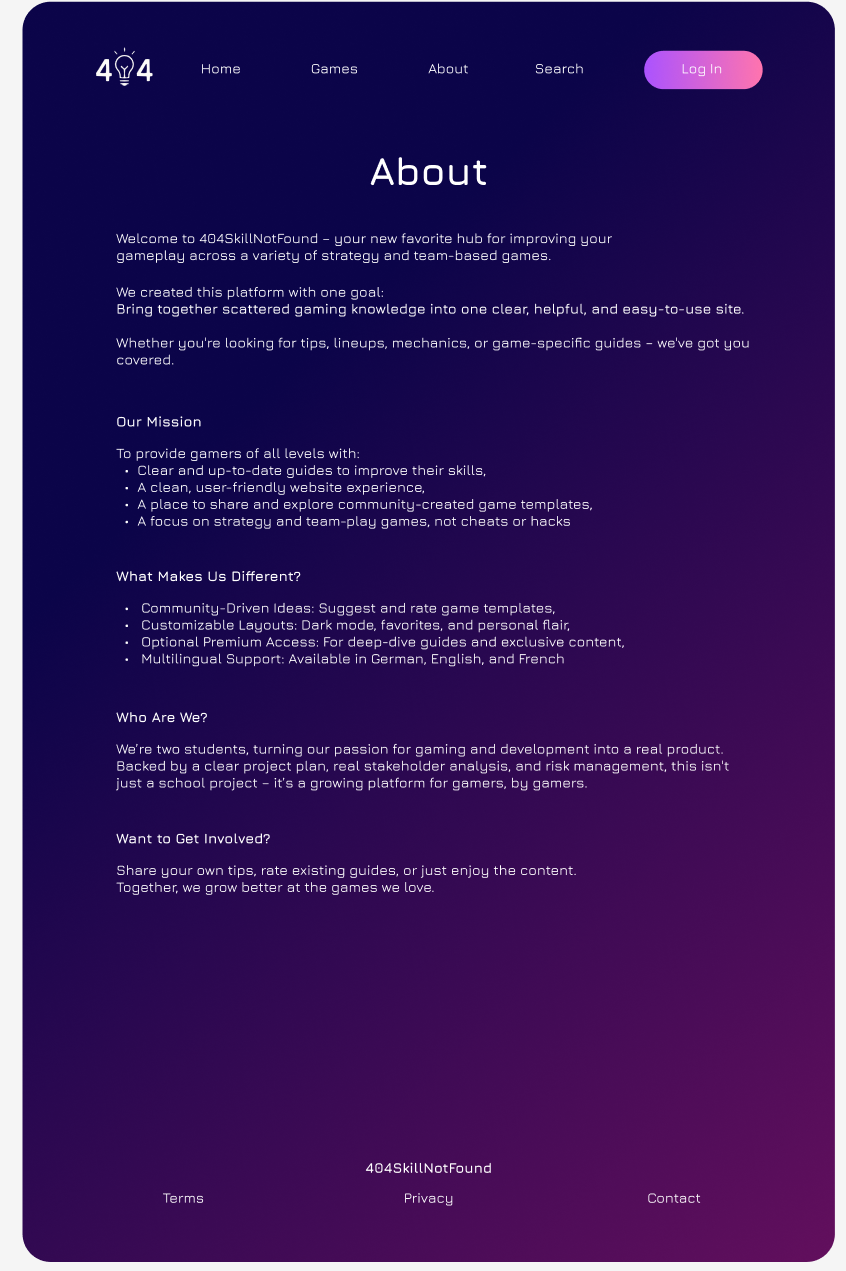 404
Home Games About Search Log In
About
Welcome to 404SkillNotFound – your new favorite hub for improving your
gameplay across a variety of strategy and team-based games.
We created this platform with one goal:
Bring together scattered gaming knowledge into one clear, helpful, and easy-to-use site.
Whether you're looking for tips, lineups, mechanics, or game-specific guides – we've got you
covered.
Our Mission
To provide gamers of all levels with:
• Clear and up-to-date guides to improve their skills,
• A clean, user-friendly website experience,
• A place to share and explore community-created game templates,
• A focus on strategy and team-play games, not cheats or hacks
What Makes Us Different?
• Community-Driven Ideas: Suggest and rate game templates,
• Customizable Layouts: Dark mode, favorites, and personal flair,
• Optional Premium Access: For deep-dive guides and exclusive content,
• Multilingual Support: Available in German, English, and French
Who Are We?
We're two students, turning our passion for gaming and development into a real product.
Backed by a clear project plan, real stakeholder analysis, and risk management, this isn't
just a school project – it's a growing platform for gamers, by gamers.
Want to Get Involved?
Share your own tips, rate existing guides, or just enjoy the content.
Together, we grow better at the games we love.
404SkillNotFound
Terms Privacy Contact